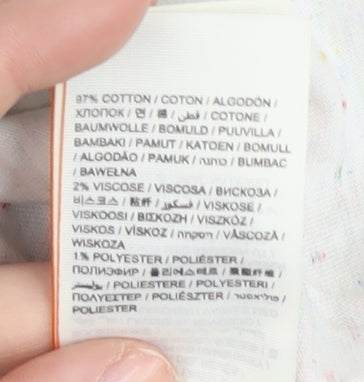 97% COTTON / COTON / ALGODÓN /
ХЛОПОК / 면 / 棉 / قطن / COTONE /
BAUMWOLLE / BOMULD / PUUVILLA /
BAMBAKI / PAMUT / KATOEN / BOMULL
/ ALGODÃO / PAMUK / כותנה / BUMBAC
/ BAWEŁNA
2% VISCOSE / VISCOSA / ВИСКОЗА /
비스코스 / 粘纤 / فسكوز / VISKOSE /
VISKOOSI / ΒΙΣΚΟΖΗ / VISZKÓZ /
VISKOS / VİSKOZ / ויסקוזה / VÂSCOZĂ /
WISKOZA
1% POLYESTER / POLIÉSTER /
ПОЛИЭФИР / 폴리에스테르 / 聚酯纤维 /
بوليستر / POLIESTERE / POLYESTERI /
ΠΟΛΥΕΣΤΕΡ / POLIÉSZTER / פוליאסטר /
POLIESTER